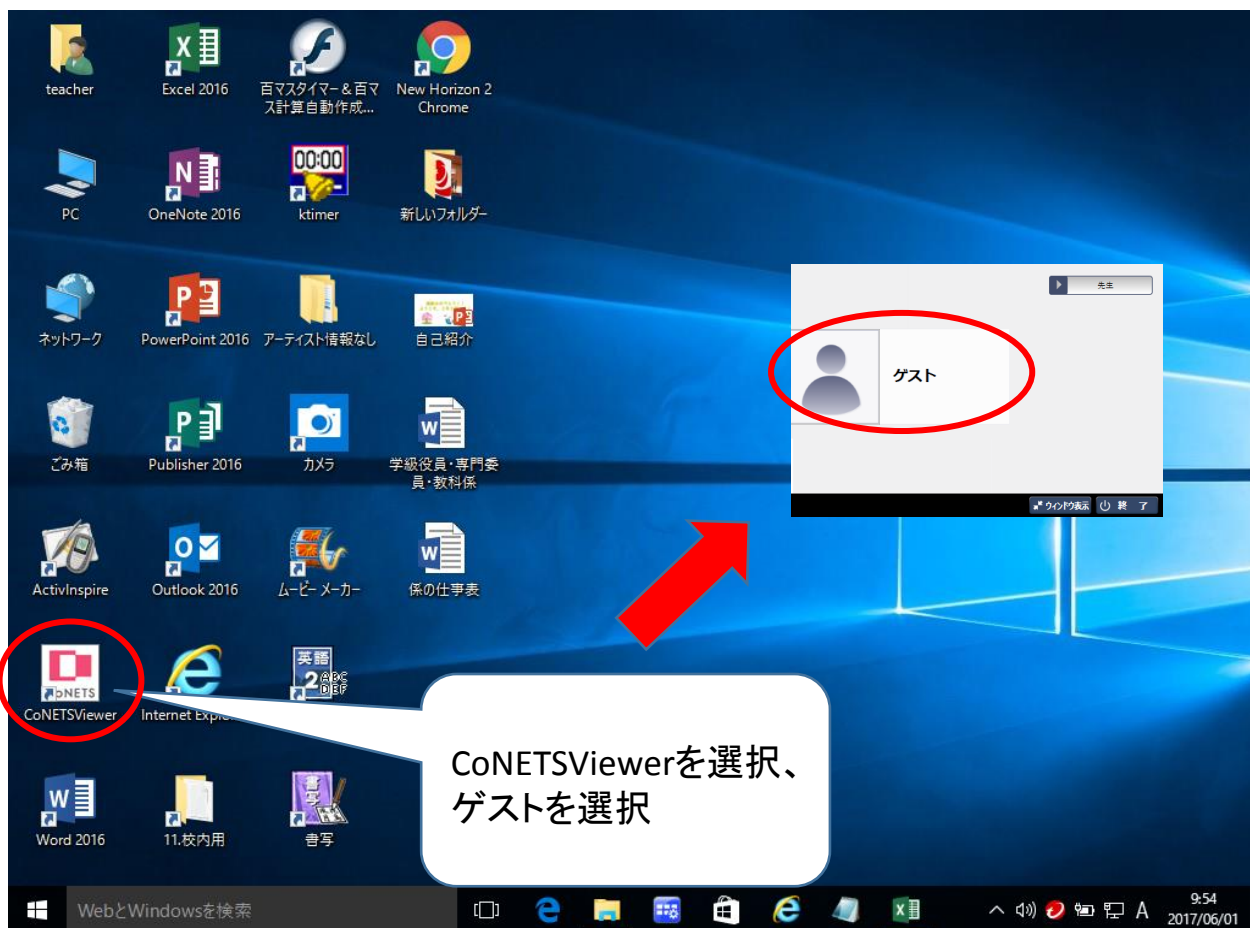 teacher
Excel 2016
百マスタイマー＆百マ
ス計算自動作成...
New Horizon 2
Chrome
PC
OneNote 2016
00:00
ktimer
新しいフォルダー
ネットワーク
PowerPoint 2016
アーティスト情報なし
自己紹介
先生
ゲスト
ウィンドウ表示
終 了
ごみ箱
Publisher 2016
カメラ
学級役員・専門委
員・教科係
ActivInspire
Outlook 2016
ムービー メーカー
係の仕事表
CoNETSViewer
英語
2 ABC
DEF
CoNETSViewerを選択、
ゲストを選択
Word 2016
11.校内用
書写
書写
WebとWindowsを検索
A
9:54
2017/06/01